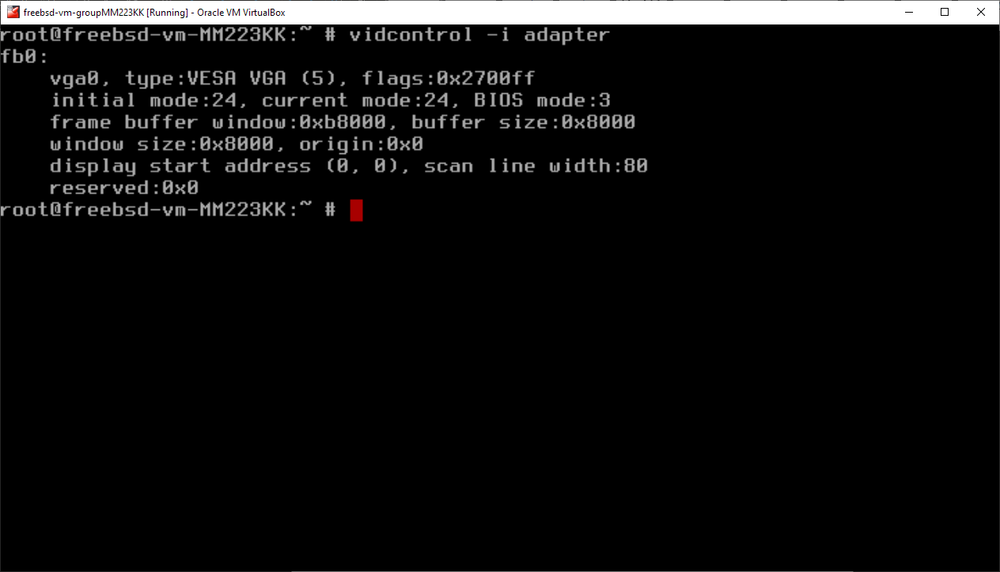 freebsd-vm-groupMM223KK [Running] - Oracle VM VirtualBox
root@freebsd-vm-MM223KK:~ # vidcontrol -i adapter
fb0:
    vga0, type:VESA VGA (5), flags:0x2700ff
    initial mode:24, current mode:24, BIOS mode:3
    frame buffer window:0xb8000, buffer size:0x8000
    window size:0x8000, origin:0x0
    display start address (0, 0), scan line width:80
    reserved:0x0
root@freebsd-vm-MM223KK:~ #